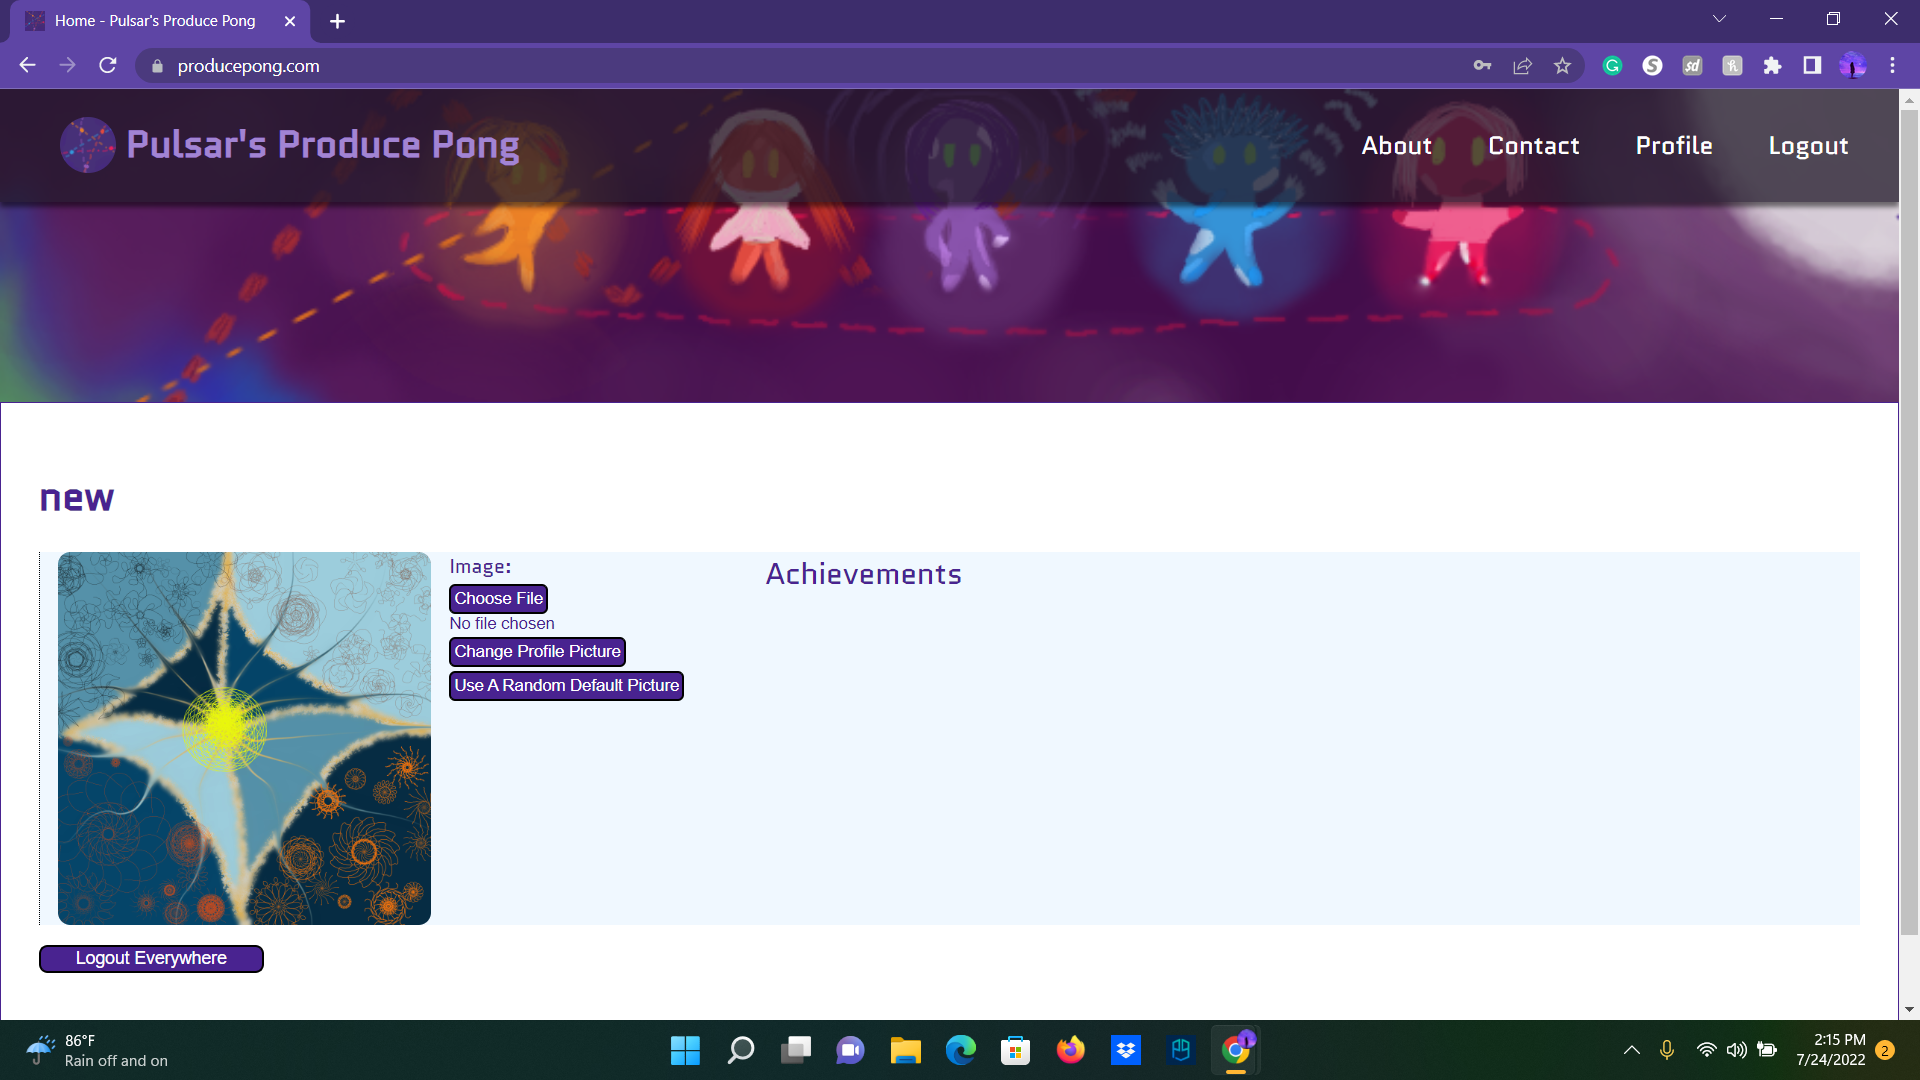 Home - Pulsar's Produce Pong
producepong.com
Pulsar's Produce Pong
About Contact Profile Logout
new
Image:
Achievements
Choose File
No file chosen
Change Profile Picture
Use A Random Default Picture
Logout Everywhere
86°F
Rain off and on
2:15 PM
7/24/2022
2